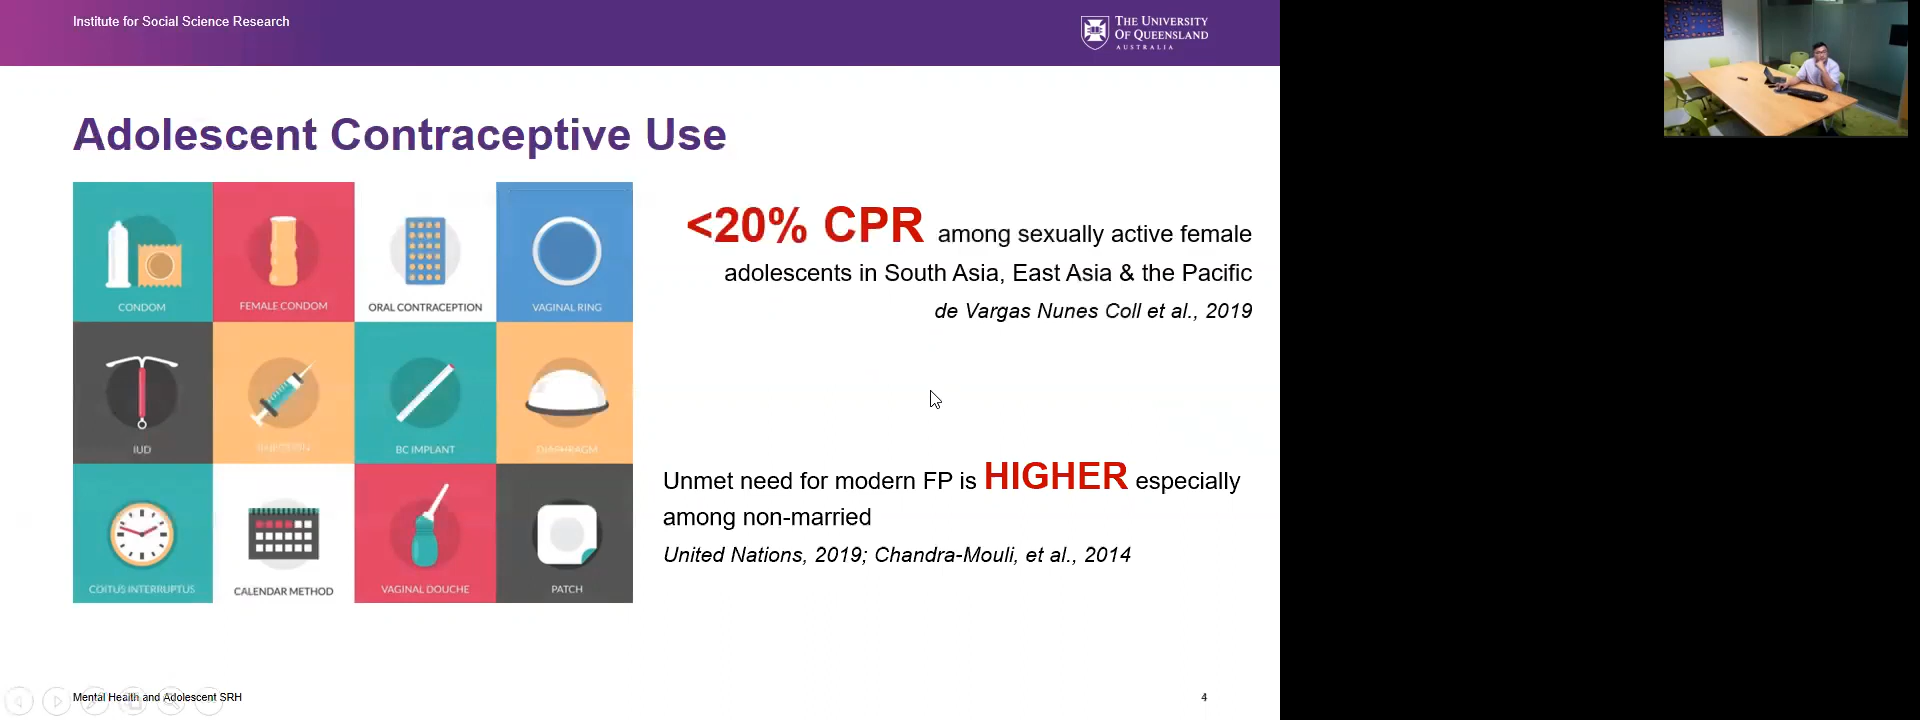 Institute for Social Science Research
THE UNIVERSITY
OF QUEENSLAND
AUSTRALIA
Adolescent Contraceptive Use
CONDOM
FEMALE CONDOM
ORAL CONTRACEPTION
VAGINAL RING
IUD
INJECTION
BC IMPLANT
DIAPHRAGM
COITUS INTERRUPTUS
CALENDAR METHOD
VAGINAL DOUCHE
PATCH
<20% CPR among sexually active female
adolescents in South Asia, East Asia & the Pacific
de Vargas Nunes Coll et al., 2019
Unmet need for modern FP is HIGHER especially
among non-married
United Nations, 2019; Chandra-Mouli, et al., 2014
Mental Health and Adolescent SRH
4